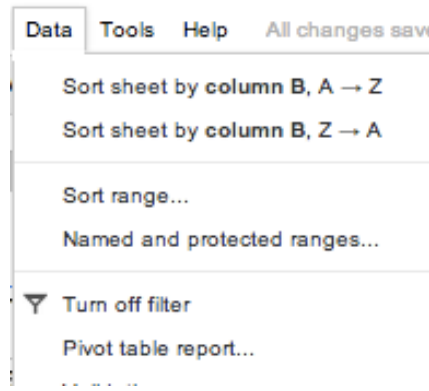 Data Tools Help All changes save
Sort sheet by column B, A → Z
Sort sheet by column B, Z → A
Sort range...
Named and protected ranges...
Turn off filter
Pivot table report...